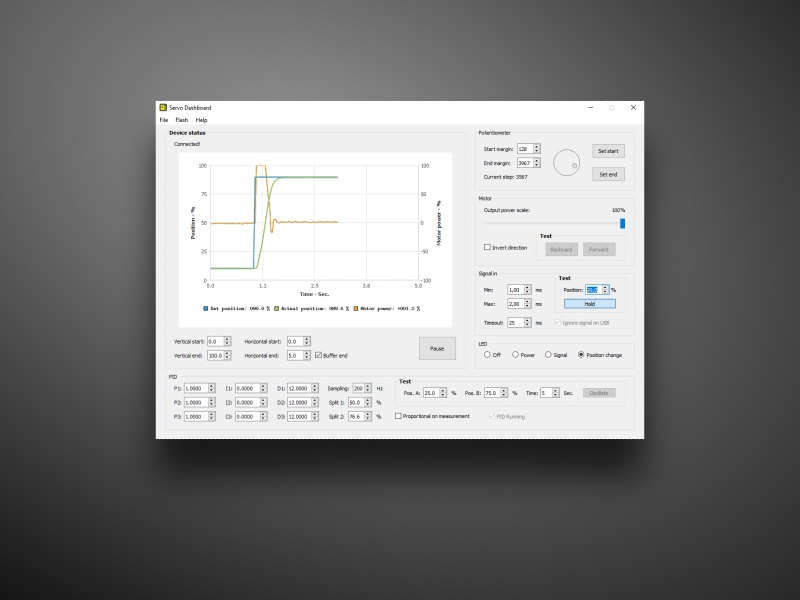 Servo Dashboard
File Flash Help
Device status
Connected!
100 100
75 50
50 0
25 -50
0 -100
0.0 1.3 2.5 3.8 5.0
Position - %
Motor power - %
Time - Sec.
Set position: 090.0 % Actual position: 089.6 % Motor power: +001.3 %
Vertical start: 0.0 Horizontal start: 0.0
Vertical end: 100.0 Horizontal end: 5.0 Buffer end
Pause
Potentiometer
Start margin: 128 Set start
End margin: 3967
Current step: 3567 Set end
Motor
Output power scale: 100%
Test
Invert direction Backward Forward
Signal in
Test
Min: 1,00 ms Position: %
Max: 2,00 ms Hold
Timeout: 25 ms Ignore signal on USB
LED
Off Power Signal Position change
PID
P1: 1.0000 I1: 0.0000 D1: 12.0000 Sampling: 200 Hz
P2: 1.0000 I2: 0.0000 D2: 12.0000 Split 1: 50.0 %
P3: 1.0000 I3: 0.0000 D3: 12.0000 Split 2: 76.6 %
Test
Pos. A: 25.0 % Pos. B: 75.0 % Time: 5 Sec. Oscillate
Proportional on measurement PID Running